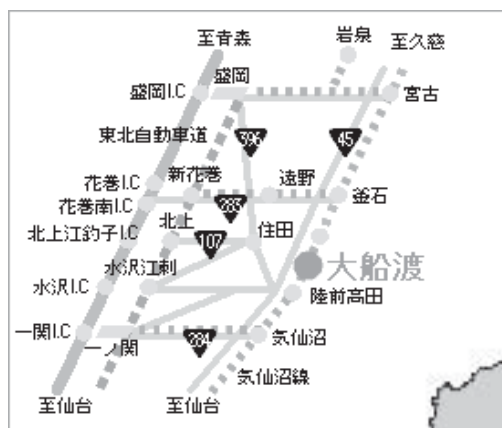 至青森
岩泉
至久慈
盛岡
盛岡I.C
宮古
東北自動車道
396
45
花巻I.C
新花巻
遠野
花巻南I.C
釜石
283
北上
北上江釣子I.C
107
住田
水沢江刺
大船渡
水沢I.C
陸前高田
一関I.C
一ノ関
284
気仙沼
気仙沼線
至仙台
至仙台